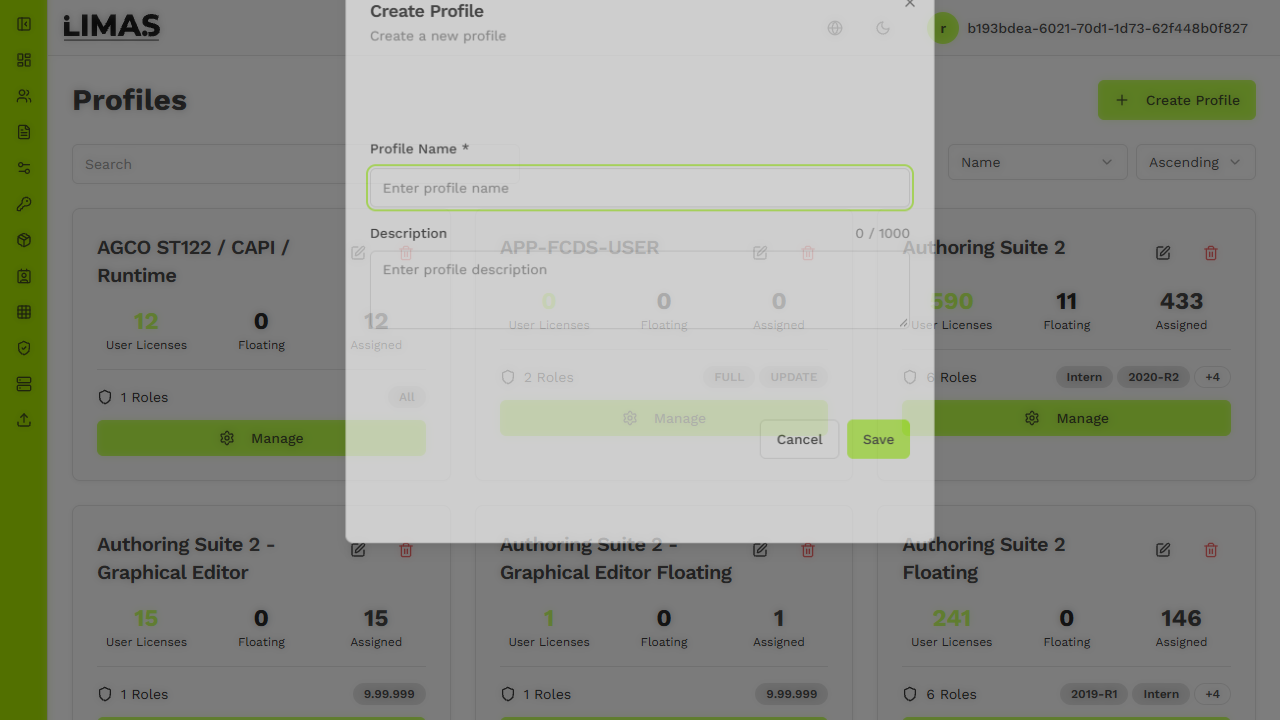 LIMAS
r
b193bdea-6021-70d1-1d73-62f448b0f827
Profiles
Create Profile
Search
Name
Ascending
Create Profile
Create a new profile
Profile Name *
Enter profile name
Description
0 / 1000
Enter profile description
Cancel
Save
AGCO ST122 / CAPI /
Runtime
12
0
12
User Licenses
Floating
Assigned
1 Roles
All
Manage
APP-FCDS-USER
0
0
0
User Licenses
Floating
Assigned
2 Roles
FULL
UPDATE
Manage
Authoring Suite 2
590
11
433
User Licenses
Floating
Assigned
6 Roles
Intern
2020-R2
+4
Manage
Authoring Suite 2 -
Graphical Editor
15
0
15
User Licenses
Floating
Assigned
1 Roles
9.99.999
Authoring Suite 2 -
Graphical Editor Floating
1
0
1
User Licenses
Floating
Assigned
1 Roles
9.99.999
Authoring Suite 2
Floating
241
0
146
User Licenses
Floating
Assigned
6 Roles
2019-R1
Intern
+4